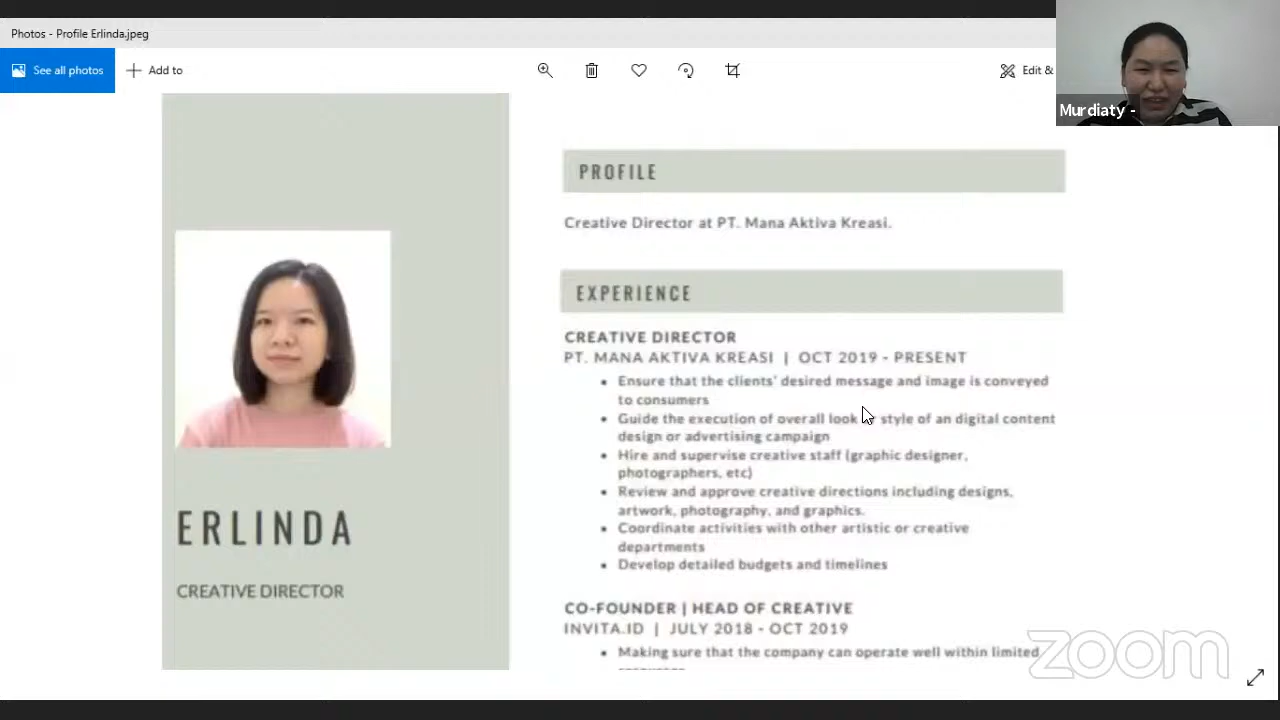 Photos - Profile Erlinda.jpeg
See all photos
Add to
Edit &
Murdiaty -
ERLINDA
CREATIVE DIRECTOR
PROFILE
Creative Director at PT. Mana Aktiva Kreasi.
EXPERIENCE
CREATIVE DIRECTOR
PT. MANA AKTIVA KREASI | OCT 2019 - PRESENT
• Ensure that the clients' desired message and image is conveyed
to consumers
• Guide the execution of overall look style of an digital content
design or advertising campaign
• Hire and supervise creative staff (graphic designer,
photographers, etc)
• Review and approve creative directions including designs,
artwork, photography, and graphics.
• Coordinate activities with other artistic or creative
departments
• Develop detailed budgets and timelines
CO-FOUNDER | HEAD OF CREATIVE
INVITA.ID | JULY 2018 - OCT 2019
• Making sure that the company can operate well within limited
zoom